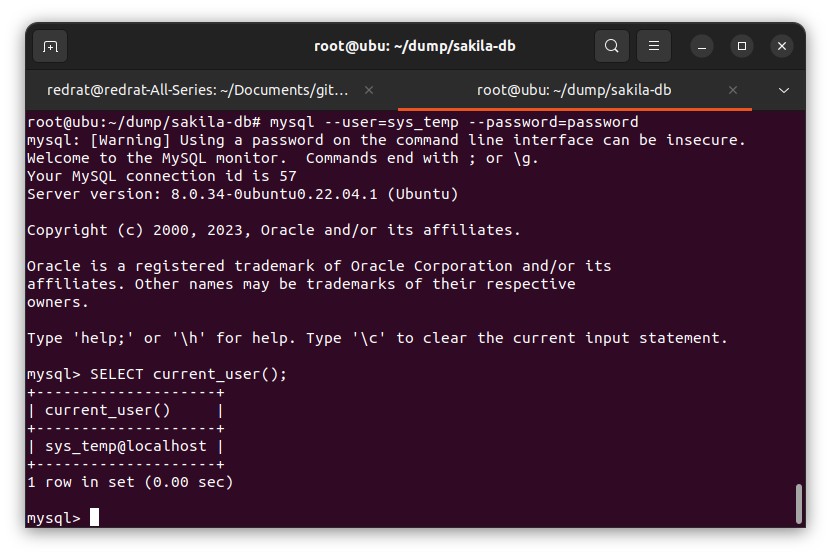 root@ubu: ~/dump/sakila-db
redrat@redrat-All-Series: ~/Documents/git…
root@ubu: ~/dump/sakila-db
root@ubu:~/dump/sakila-db# mysql --user=sys_temp --password=password
mysql: [Warning] Using a password on the command line interface can be insecure.
Welcome to the MySQL monitor.  Commands end with ; or \g.
Your MySQL connection id is 57
Server version: 8.0.34-0ubuntu0.22.04.1 (Ubuntu)
Copyright (c) 2000, 2023, Oracle and/or its affiliates.
Oracle is a registered trademark of Oracle Corporation and/or its
affiliates. Other names may be trademarks of their respective
owners.
Type 'help;' or '\h' for help. Type '\c' to clear the current input statement.
mysql> SELECT current_user();
+--------------------+
| current_user()     |
+--------------------+
| sys_temp@localhost |
+--------------------+
1 row in set (0.00 sec)
mysql>